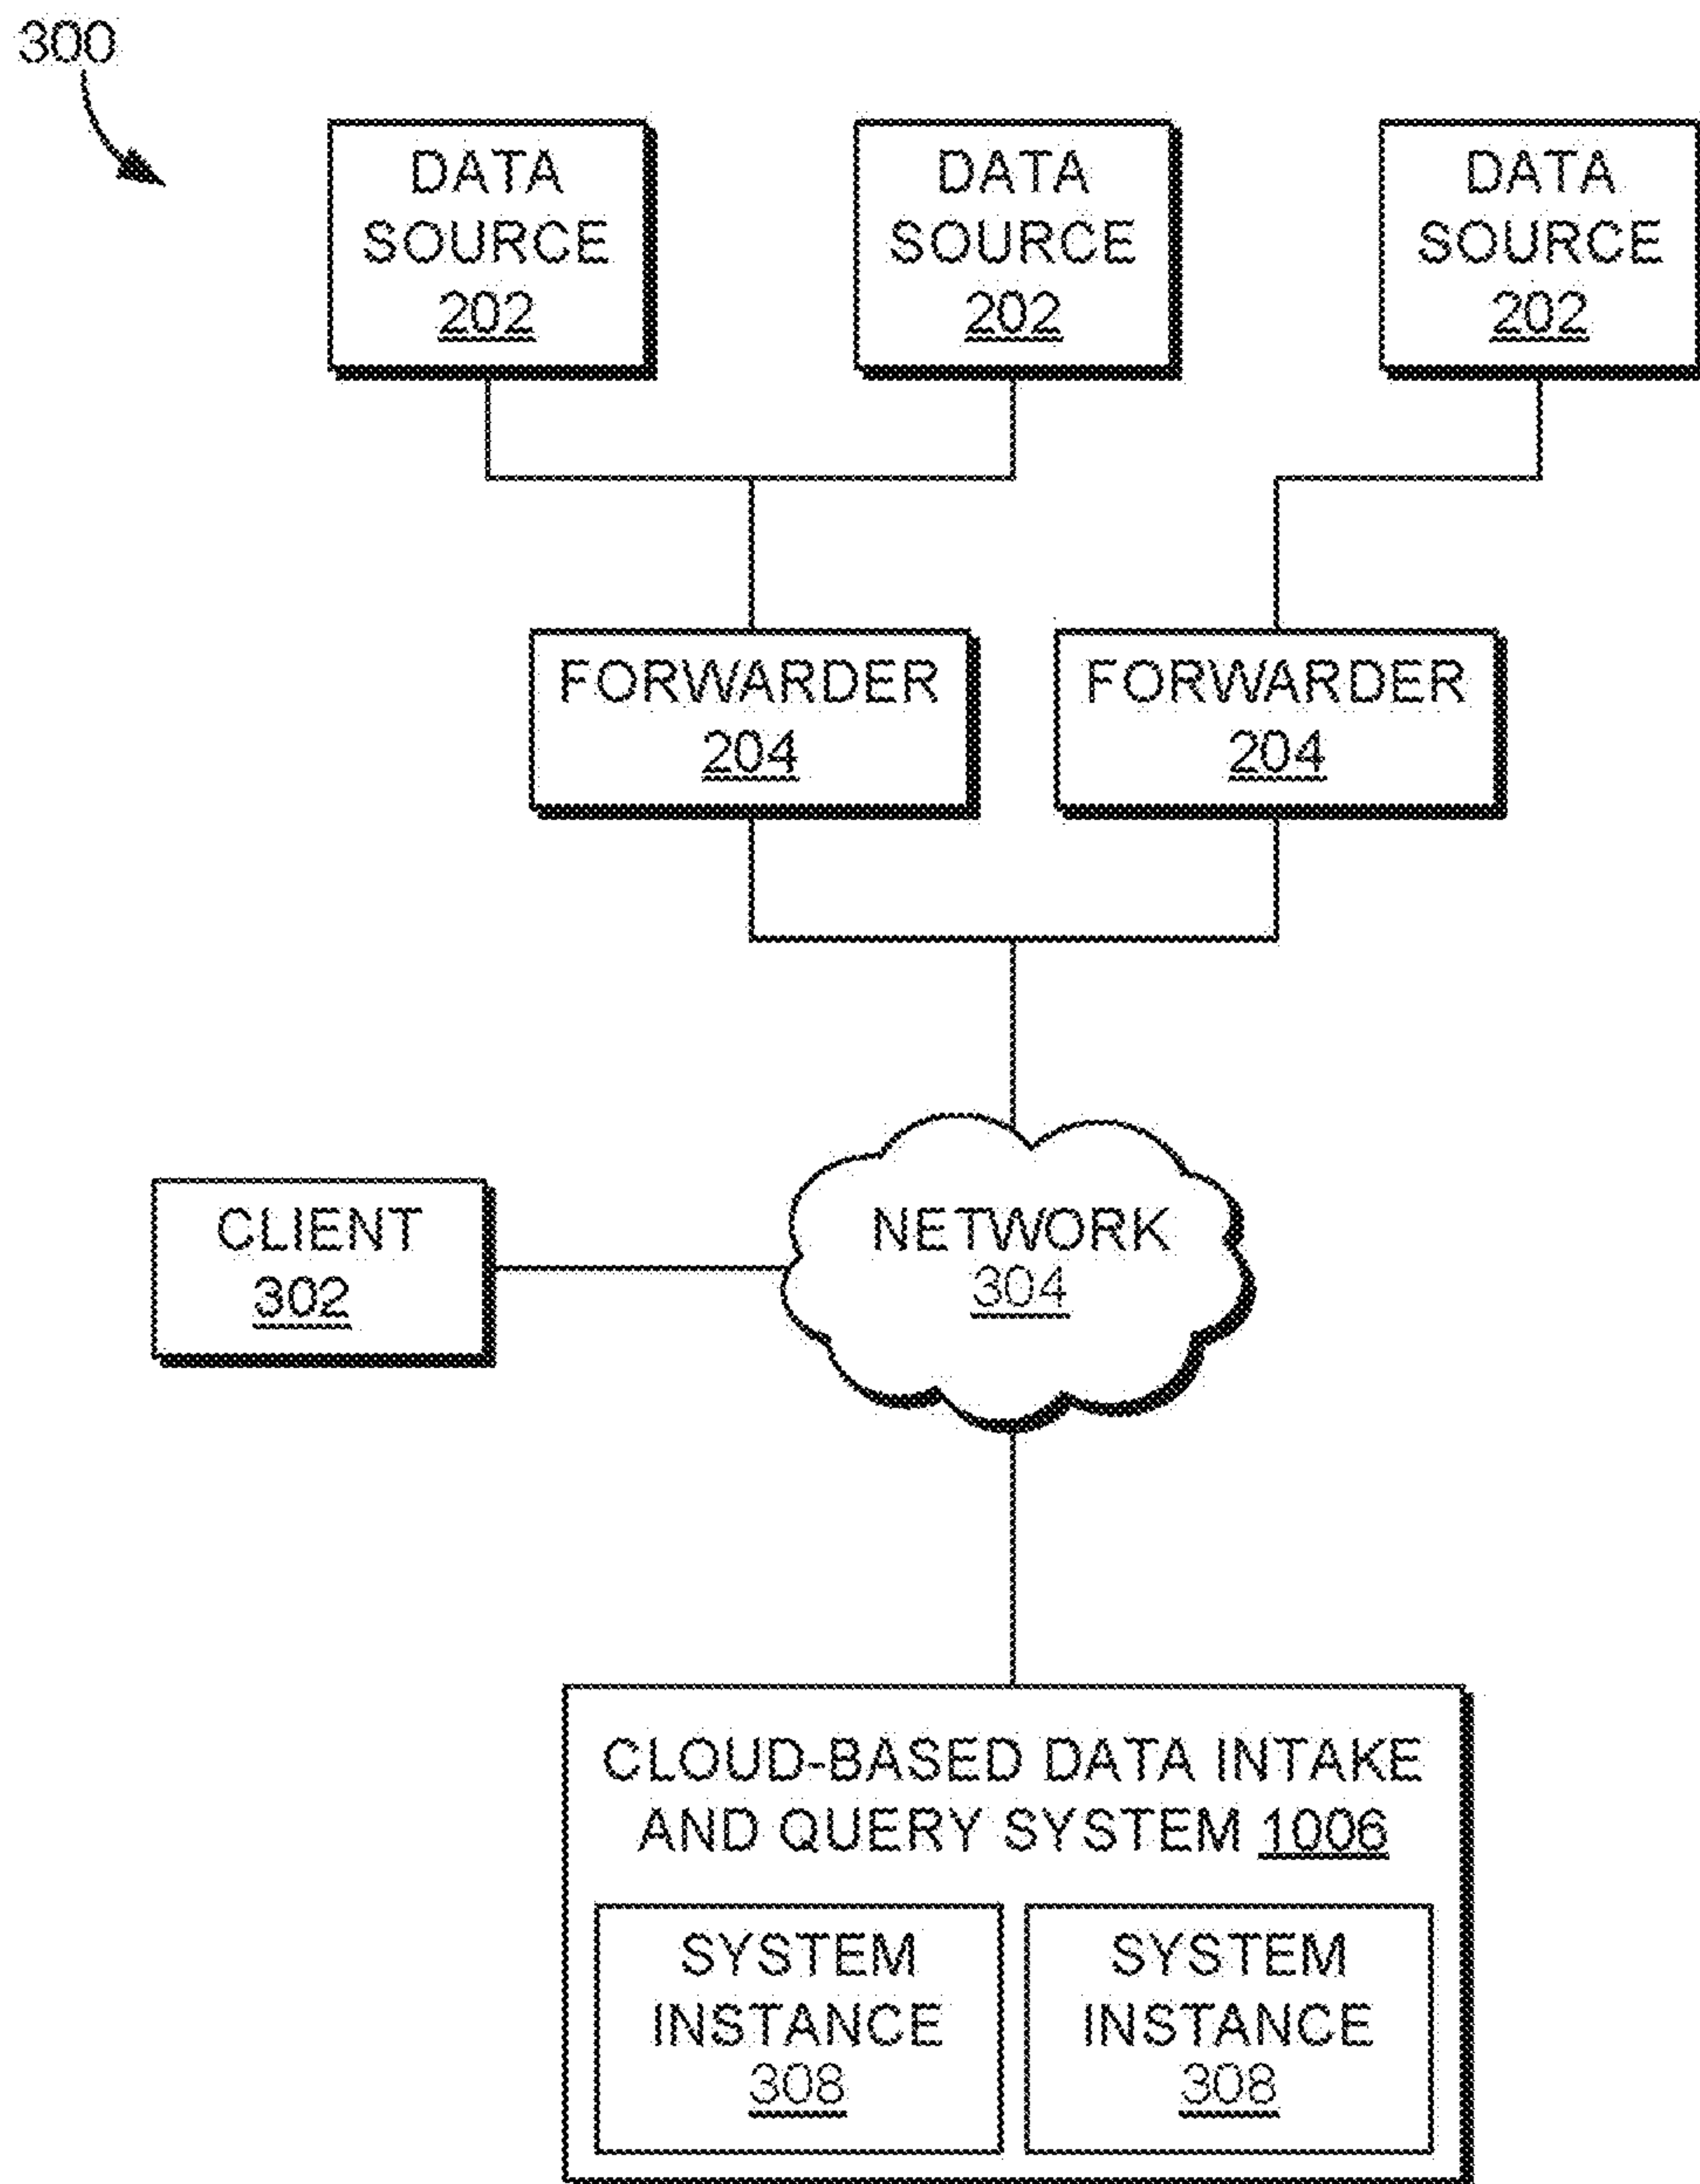 300
DATA
SOURCE
202
DATA
SOURCE
202
DATA
SOURCE
202
FORWARDER
204
FORWARDER
204
CLIENT
302
NETWORK
304
CLOUD-BASED DATA INTAKE
AND QUERY SYSTEM 1006
SYSTEM
INSTANCE
308
SYSTEM
INSTANCE
308